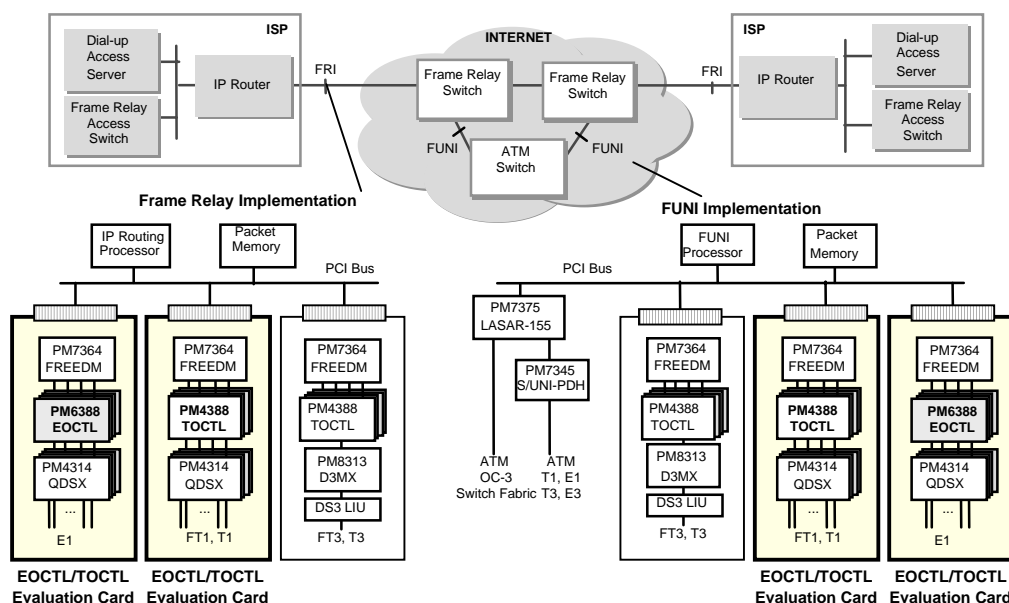 ISP
Dial-up
Access
Server
Frame Relay
Access
Switch
IP Router
FRI
INTERNET
Frame Relay
Switch
Frame Relay
Switch
FUNI
FUNI
ATM
Switch
FRI
ISP
IP Router
Dial-up
Access
Server
Frame Relay
Access
Switch
Frame Relay Implementation
FUNI Implementation
IP Routing
Processor
Packet
Memory
PCI Bus
PM7364
FREEDM
PM6388
EOCTL
PM4314
QDSX
...
E1
EOCTL/TOCTL
Evaluation Card
PM7364
FREEDM
PM4388
TOCTL
PM4314
QDSX
...
FT1, T1
EOCTL/TOCTL
Evaluation Card
PM7364
FREEDM
PM4388
TOCTL
PM8313
D3MX
DS3 LIU
FT3, T3
FUNI
Processor
Packet
Memory
PCI Bus
PM7375
LASAR-155
PM7345
S/UNI-PDH
ATM
OC-3
Switch Fabric
ATM
T1, E1
T3, E3
PM7364
FREEDM
PM4388
TOCTL
PM8313
D3MX
DS3 LIU
FT3, T3
PM7364
FREEDM
PM4388
TOCTL
PM4314
QDSX
...
FT1, T1
EOCTL/TOCTL
Evaluation Card
PM7364
FREEDM
PM6388
EOCTL
PM4314
QDSX
...
E1
EOCTL/TOCTL
Evaluation Card